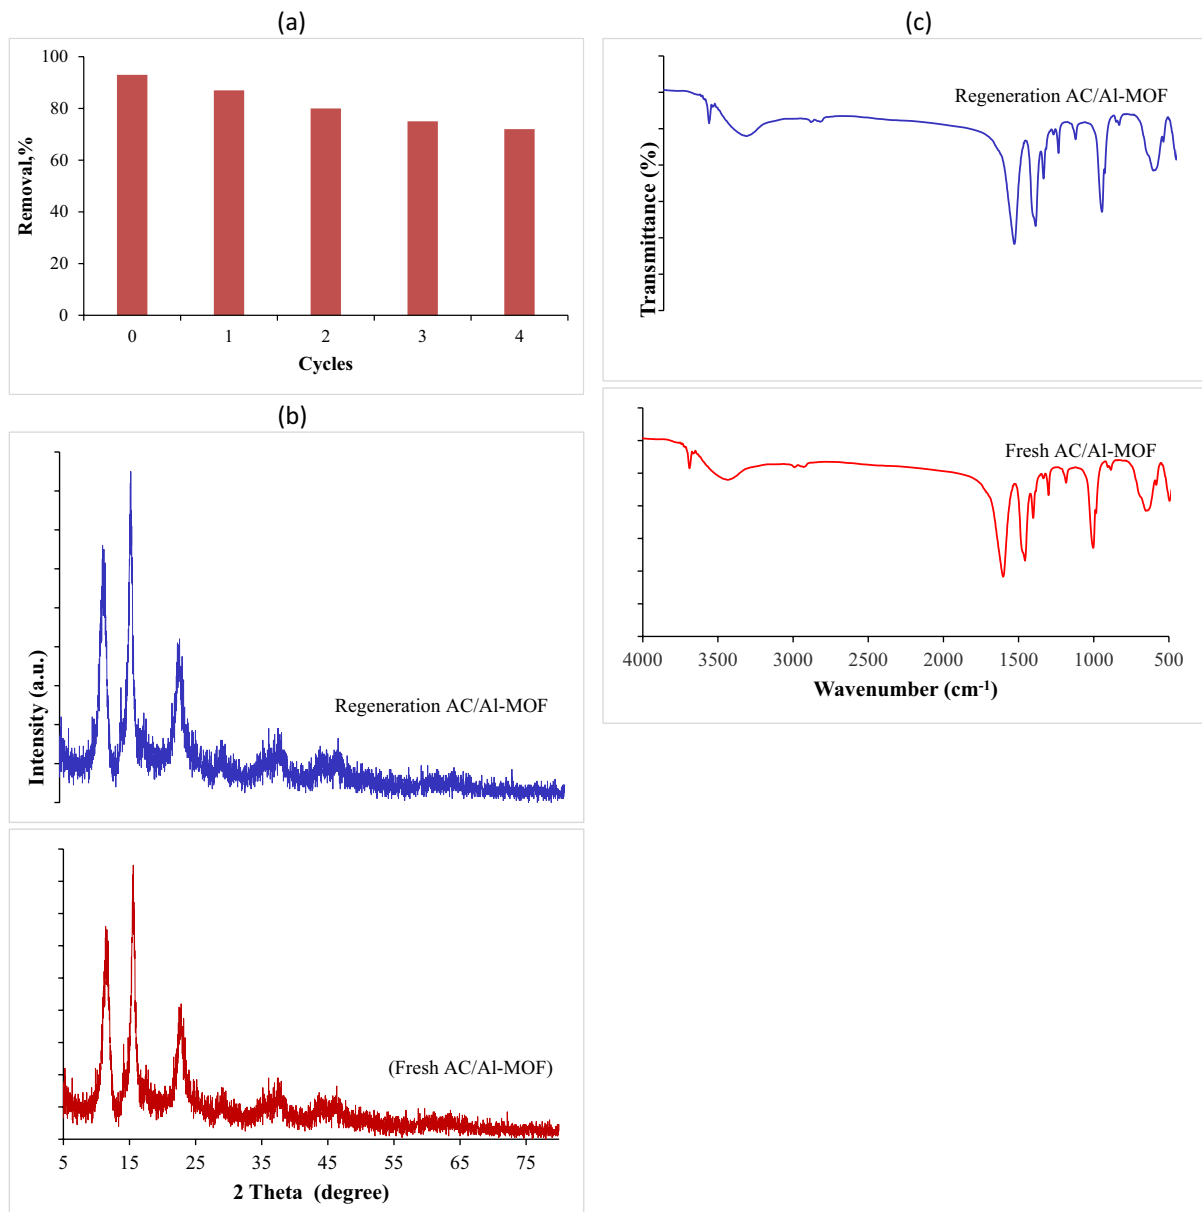 (a)
100
80
60
40
20
0
Removal,%
0 1 2 3 4
Cycles
(b)
Intensity (a.u.)
Regeneration AC/Al-MOF
(Fresh AC/Al-MOF)
5 15 25 35 45 55 65 75
2 Theta (degree)
(c)
Regeneration AC/Al-MOF
Transmittance (%)
Fresh AC/Al-MOF
4000 3500 3000 2500 2000 1500 1000 500
Wavenumber (cm⁻¹)